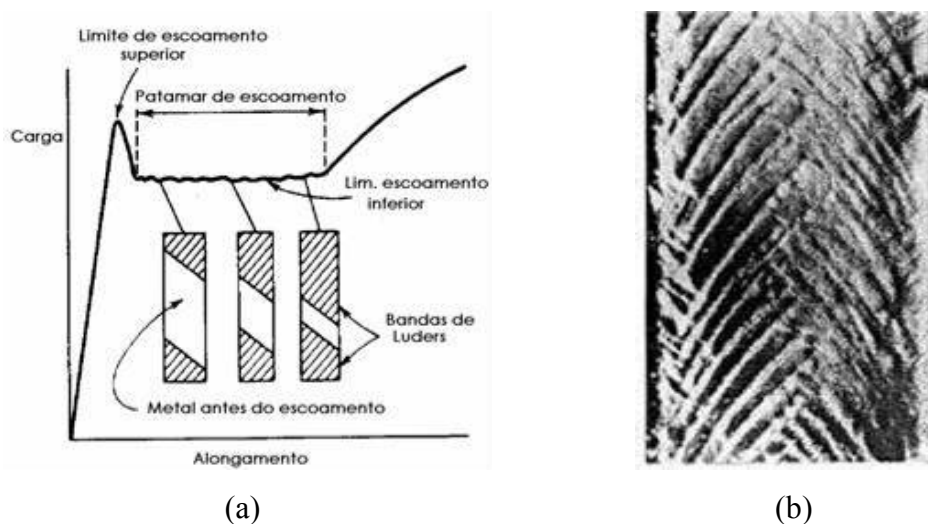 Limite de escoamento
superior
Patamar de escoamento
Carga
Lim. escoamento
inferior
Bandas de
Luders
Metal antes do escoamento
Alongamento
(a)
(b)